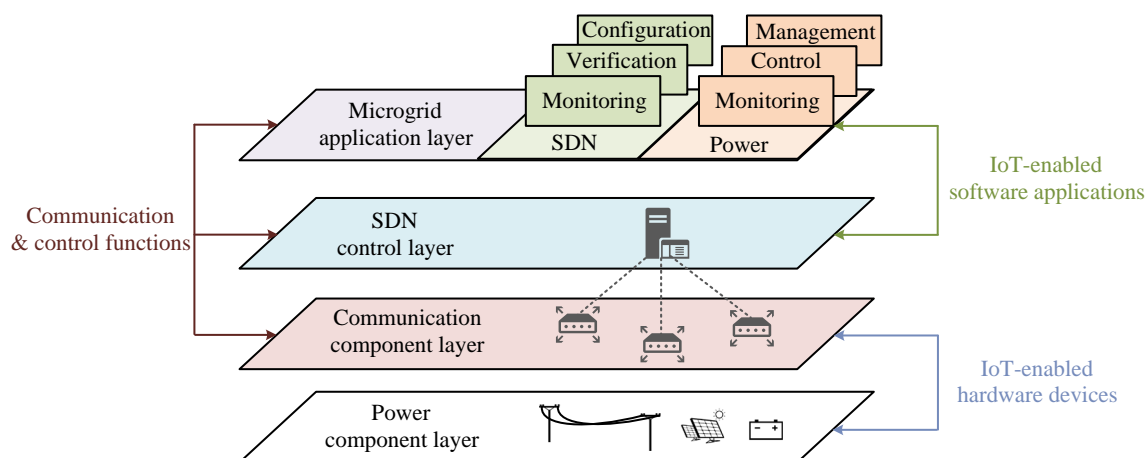 Configuration
Verification
Monitoring
Management
Control
Monitoring
Microgrid
application layer
SDN
Power
IoT-enabled
software applications
Communication
& control functions
SDN
control layer
Communication
component layer
IoT-enabled
hardware devices
Power
component layer